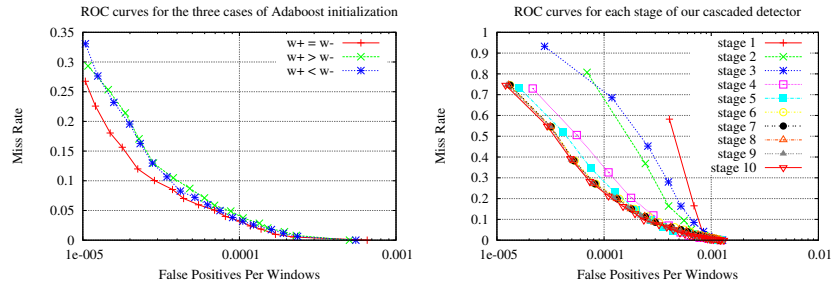 ROC curves for the three cases of Adaboost initialization
0.35
0.3
0.25
0.2
0.15
0.1
0.05
0
Miss Rate
w+ = w-
w+ > w-
w+ < w-
1e-005
0.0001
0.001
False Positives Per Windows
ROC curves for each stage of our cascaded detector
1
0.9
0.8
0.7
0.6
0.5
0.4
0.3
0.2
0.1
0
Miss Rate
stage 1
stage 2
stage 3
stage 4
stage 5
stage 6
stage 7
stage 8
stage 9
stage 10
1e-005
0.0001
0.001
0.01
False Positives Per Windows